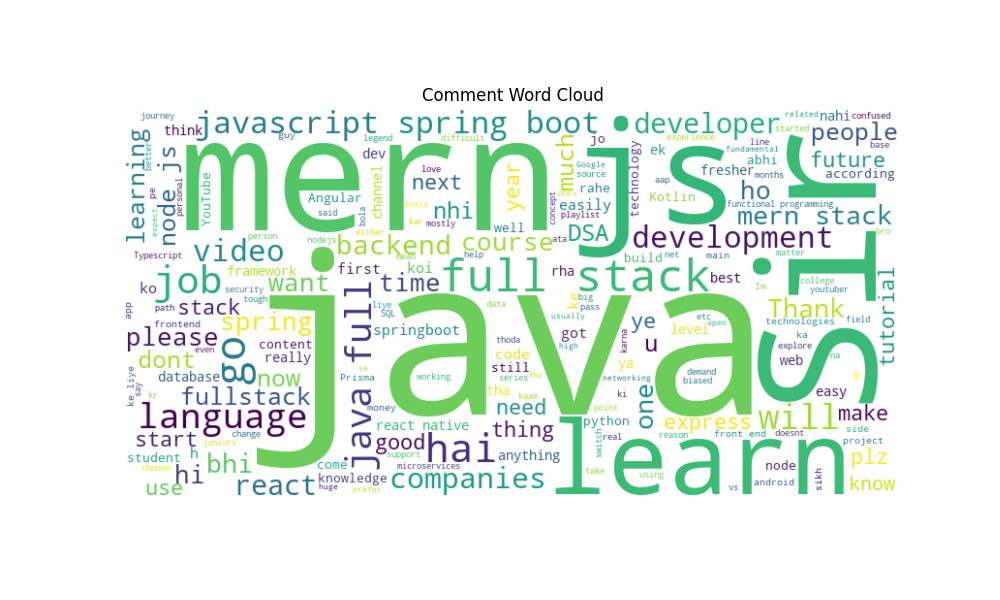 Comment Word Cloud
journey
think
javascript spring boot
developer
related
nahi
confused
started
people
base
learning
better
node js
mern
guy
legend
difficult
much
jo
js
sir
experience
line
fundamental
abhi
future
according
pe
personal
expect
YouTube
dev
love
channel
next
year
Google
source
rahe
technology
ek
aap
fresher
months
Kotlin
ho
functional programming
Angular
said
bola
India
kar
mostly
nhi
concept
easily
playlist
mern stack
Typescript
person
nodejs
either
well
ata
DSA
development
bro
video
backend course
mean
help
build
net
main
matter
framework
first
koi
rha
job
want
time
full stack
best
Im
college
youtuber
tutorial
ko
security
tough
app
path
stack
live
SQL
data
ke
big
pass
Thank
technologies
field
frontend
spring
java full
springboot
usually
got
ye
etc
open
level
please
content
even
really
thoda
high
code
karna
u
ka
explore
na
dont
go
java
still
ya
web
database
now
se
Prisma
working
series
hu
networking
demand
biased
ke liye
say
kr
fullstack
tha
kaam
ki
easy
language
money
react native
need
point
python
one
express
will
make
start
change
juniors
good
hai
thing
switch
real
reason
front end
doesnt
side
project
student
h
bhi
come
support
anything
learn
node
plz
choose
hi
knowledge
microservices
take
using
android
sikh
know
use
react
huge
prefer
companies
vs